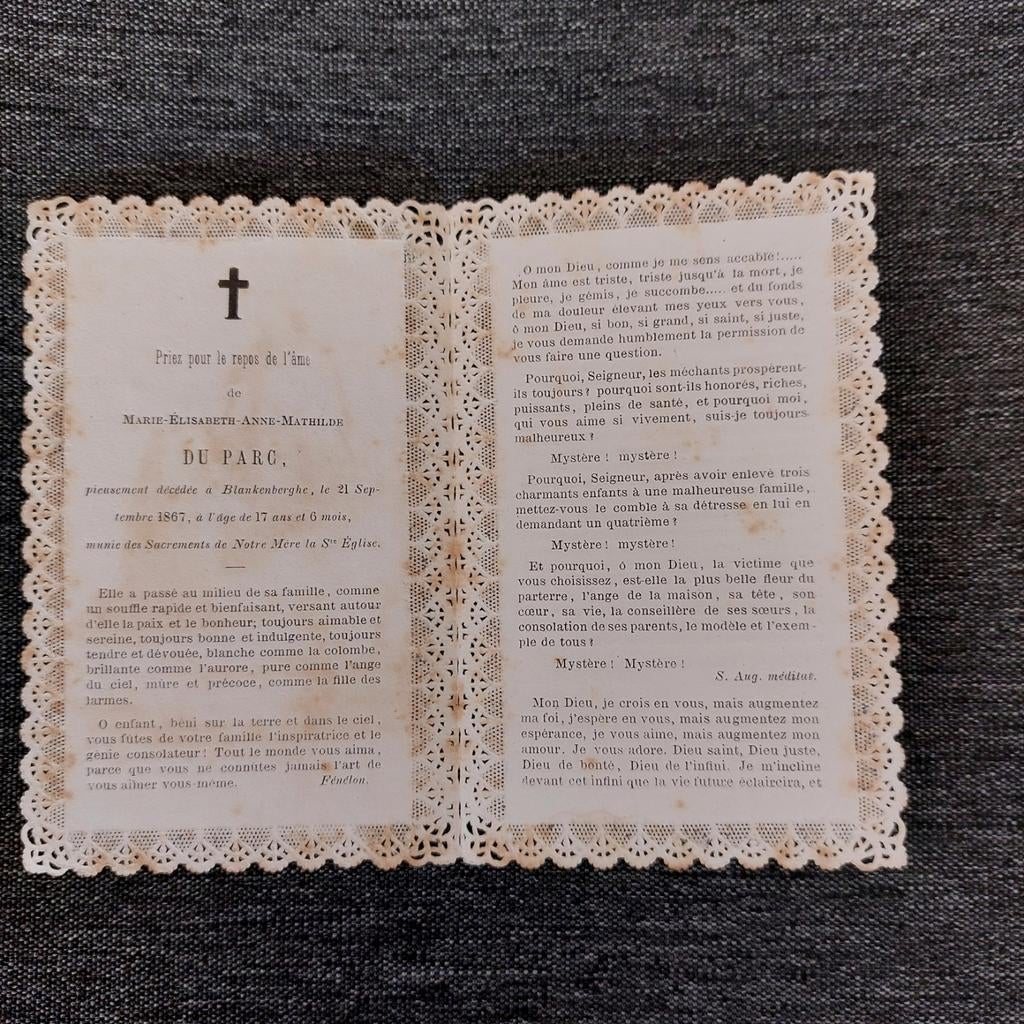 Priez pour le repos de l'âme
de
MARIE-ÉLISABETH-ANNE-MATHILDE
DU PARC,
pieusement décédée à Blankenberghe, le 21 Sep-
tembre 1867, à l'âge de 17 ans et 6 mois,
munie des Sacrements de Notre Mère la Ste Église.
Elle a passé au milieu de sa famille, comme
un souffle rapide et bienfaisant, versant autour
d'elle la paix et le bonheur; toujours aimable et
sereine, toujours bonne et indulgente, toujours
tendre et dévouée, blanche comme la colombe,
brillante comme l'aurore, pure comme l'ange
du ciel, mûre et précoce, comme la fille des
larmes.
O enfant, béni sur la terre et dans le ciel,
vous fûtes de votre famille l'inspiratrice et le
génie consolateur! Tout le monde vous aima,
parce que vous ne connûtes jamais l'art de
vous aimer vous-même. Fénélon.
O mon Dieu, comme je me sens accablé!.....
Mon âme est triste, triste jusqu'à la mort, je
pleure, je gémis, je succombe..... et du fonds
de ma douleur élevant mes yeux vers vous,
ô mon Dieu, si bon, si grand, si saint, si juste,
je vous demande humblement la permission de
vous faire une question.
Pourquoi, Seigneur, les méchants prospèrent-
ils toujours? pourquoi sont-ils honorés, riches,
puissants, pleins de santé, et pourquoi moi,
qui vous aime si vivement, suis-je toujours
malheureux?
Mystère! mystère!
Pourquoi, Seigneur, après avoir enlevé trois
charmants enfants à une malheureuse famille,
mettez-vous le comble à sa détresse en lui en
demandant un quatrième?
Mystère! mystère!
Et pourquoi, ô mon Dieu, la victime que
vous choisissez, est-elle la plus belle fleur du
parterre, l'ange de la maison, sa tête, son
cœur, sa vie, la conseillère de ses sœurs, la
consolation de ses parents, le modèle et l'exem-
ple de tous?
Mystère! Mystère!
S. Aug. méditat.
Mon Dieu, je crois en vous, mais augmentez
ma foi, j'espère en vous, mais augmentez mon
espérance, je vous aime, mais augmentez mon
amour. Je vous adore. Dieu saint, Dieu juste,
Dieu de bonté, Dieu de l'infini. Je m'incline
devant cet infini que la vie future éclaireira, et